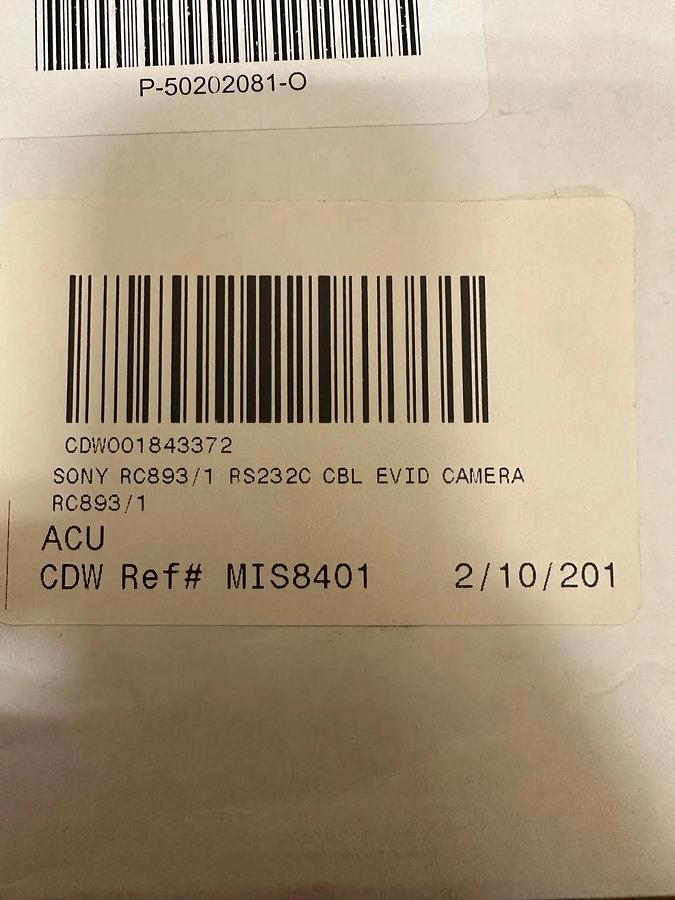 P-50202081-O
CDW001843372
SONY RC893/1 RS232C CBL EVID CAMERA
RC893/1
ACU
CDW Ref# MIS8401 2/10/201